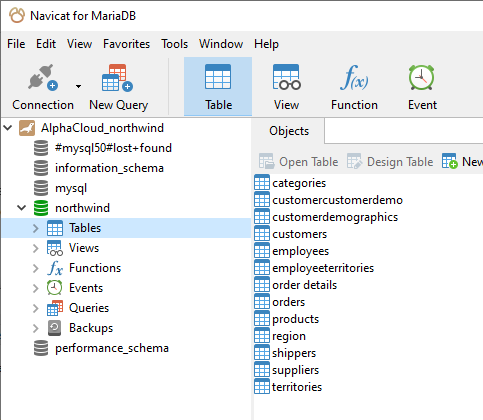 Navicat for MariaDB
File Edit View Favorites Tools Window Help
Connection New Query Table View Function Event
AlphaCloud_northwind
#mysql50#lost+found
information_schema
mysql
northwind
Tables
Views
Functions
Events
Queries
Backups
performance_schema
Objects
Open Table Design Table New
categories
customercustomerdemo
customerdemographics
customers
employees
employeeterritories
order details
orders
products
region
shippers
suppliers
territories